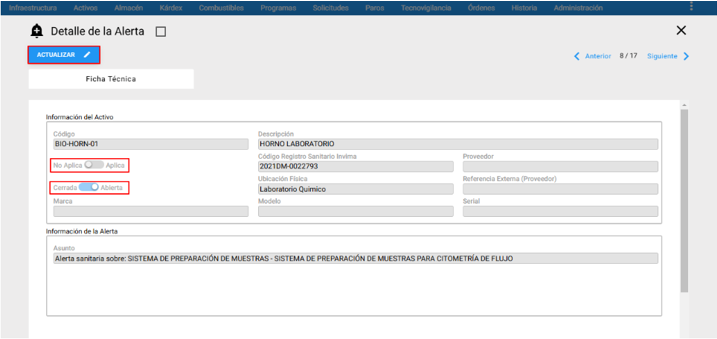 Infraestructura Activos Almacén Kárdex Combustibles Programas Solicitudes Paros Tecnovigilancia Órdenes Historia Administración
Detalle de la Alerta
ACTUALIZAR
Anterior 8 / 17 Siguiente
Ficha Técnica
Información del Activo
Código Descripción
BIO-HORN-01 HORNO LABORATORIO
No Aplica Aplica Código Registro Sanitario Invima Proveedor
2021DM-0022793
Cerrada Abierta Ubicación Física Referencia Externa (Proveedor)
Laboratorio Quimico
Marca Modelo Serial
Información de la Alerta
Asunto
Alerta sanitaria sobre: SISTEMA DE PREPARACIÓN DE MUESTRAS - SISTEMA DE PREPARACIÓN DE MUESTRAS PARA CITOMETRÍA DE FLUJO